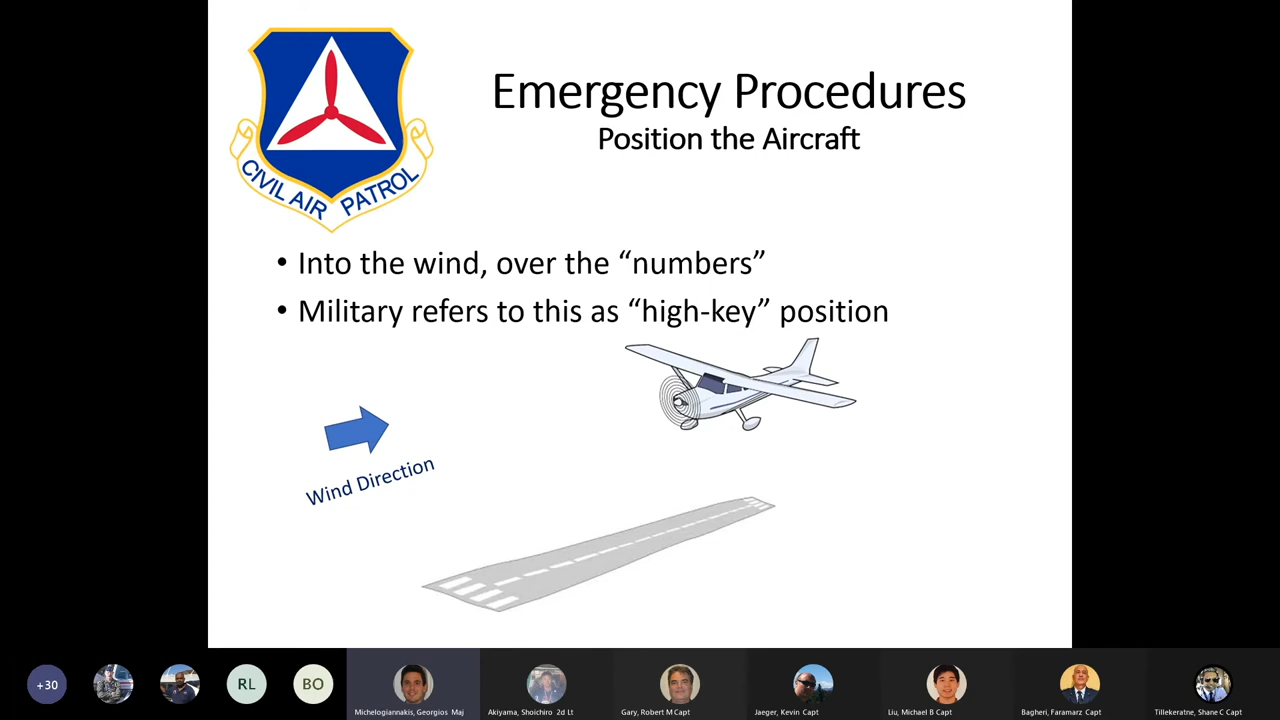 CIVIL AIR PATROL
Emergency Procedures
Position the Aircraft
• Into the wind, over the “numbers”
• Military refers to this as “high-key” position
Wind Direction
+30
RL
BO
Michelogiannakis, Georgios Maj
Akiyama, Shoichiro 2d Lt
Gary, Robert M Capt
Jaeger, Kevin Capt
Liu, Michael B Capt
Bagheri, Faramarz Capt
Tillekeratne, Shane C Capt